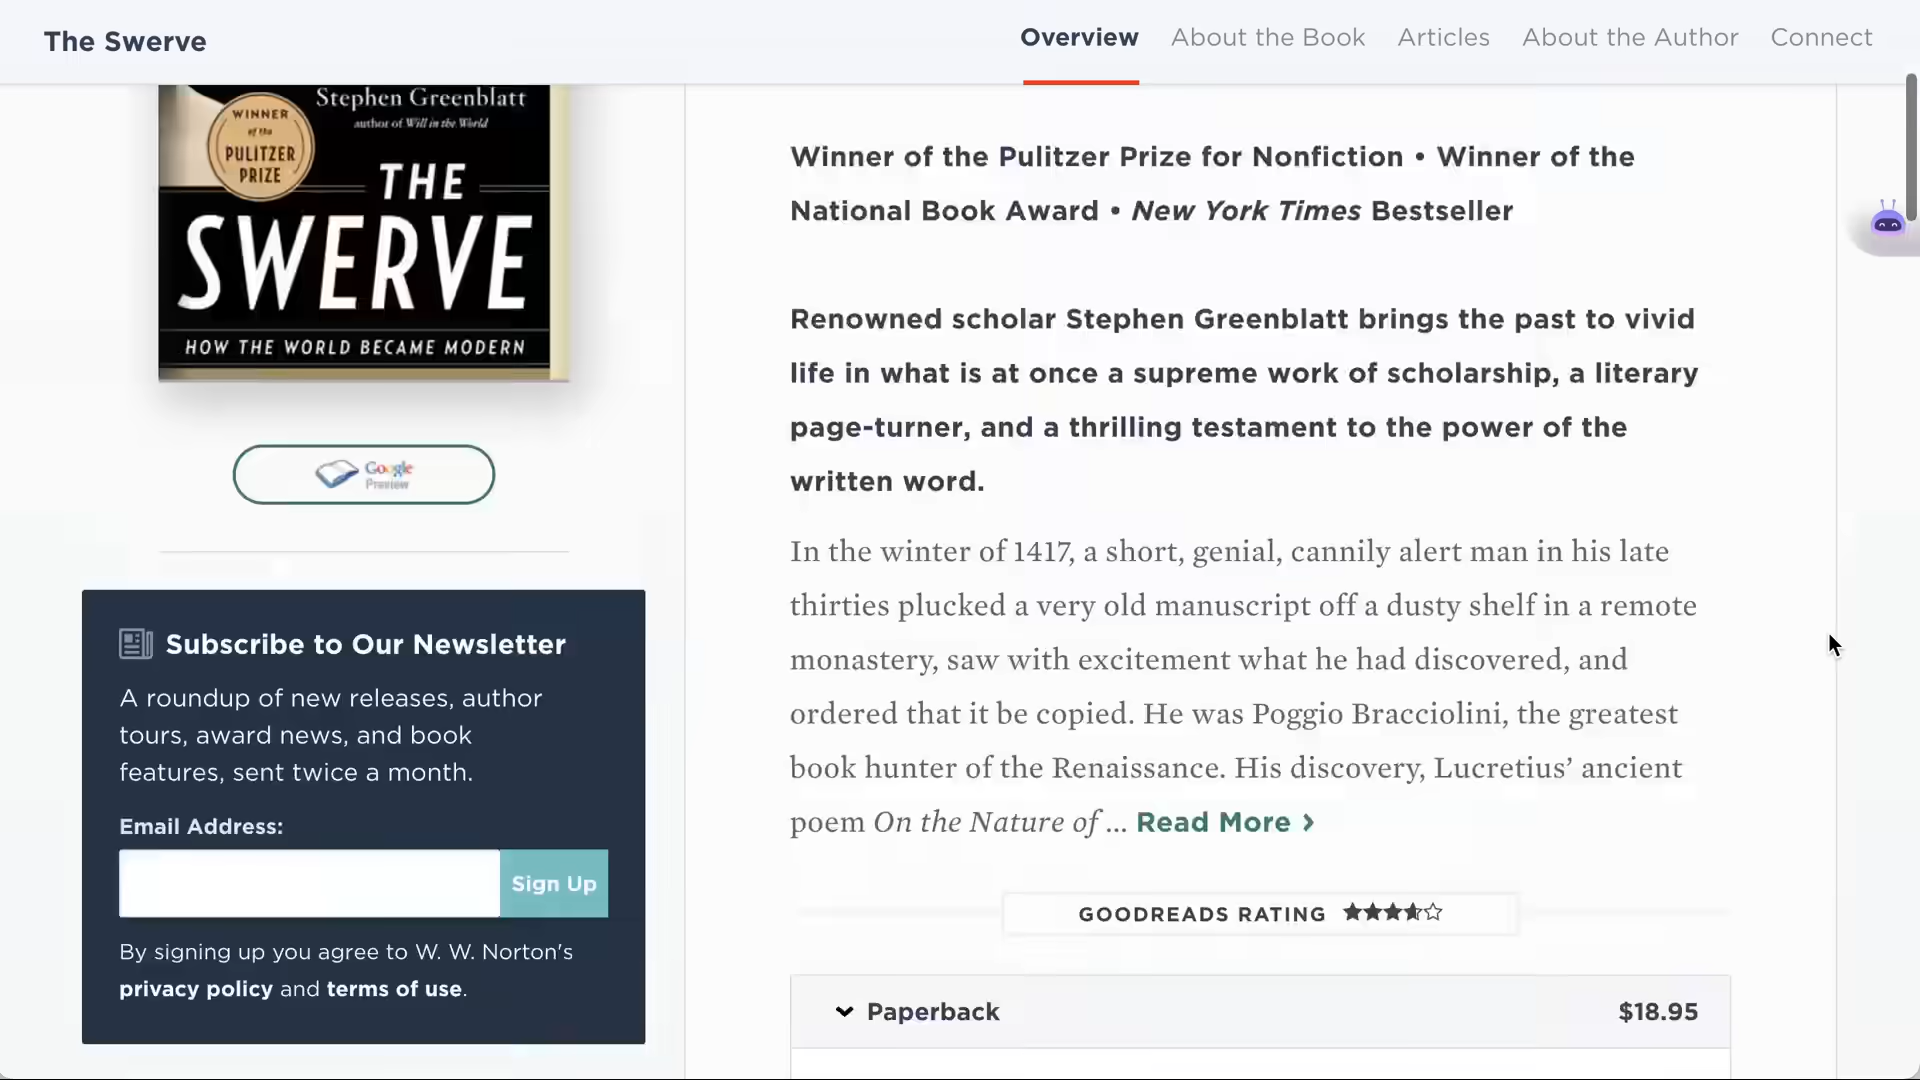 The Swerve
Overview
About the Book
Articles
About the Author
Connect
Stephen Greenblatt
author of Will in the World
WINNER
of the
PULITZER
PRIZE
THE
SWERVE
HOW THE WORLD BECAME MODERN
Google
Preview
Subscribe to Our Newsletter
A roundup of new releases, author
tours, award news, and book
features, sent twice a month.
Email Address:
Sign Up
By signing up you agree to W. W. Norton's
privacy policy and terms of use.
Winner of the Pulitzer Prize for Nonfiction • Winner of the
National Book Award • New York Times Bestseller
Renowned scholar Stephen Greenblatt brings the past to vivid
life in what is at once a supreme work of scholarship, a literary
page-turner, and a thrilling testament to the power of the
written word.
In the winter of 1417, a short, genial, cannily alert man in his late
thirties plucked a very old manuscript off a dusty shelf in a remote
monastery, saw with excitement what he had discovered, and
ordered that it be copied. He was Poggio Bracciolini, the greatest
book hunter of the Renaissance. His discovery, Lucretius’ ancient
poem On the Nature of ... Read More ›
GOODREADS RATING
Paperback
$18.95